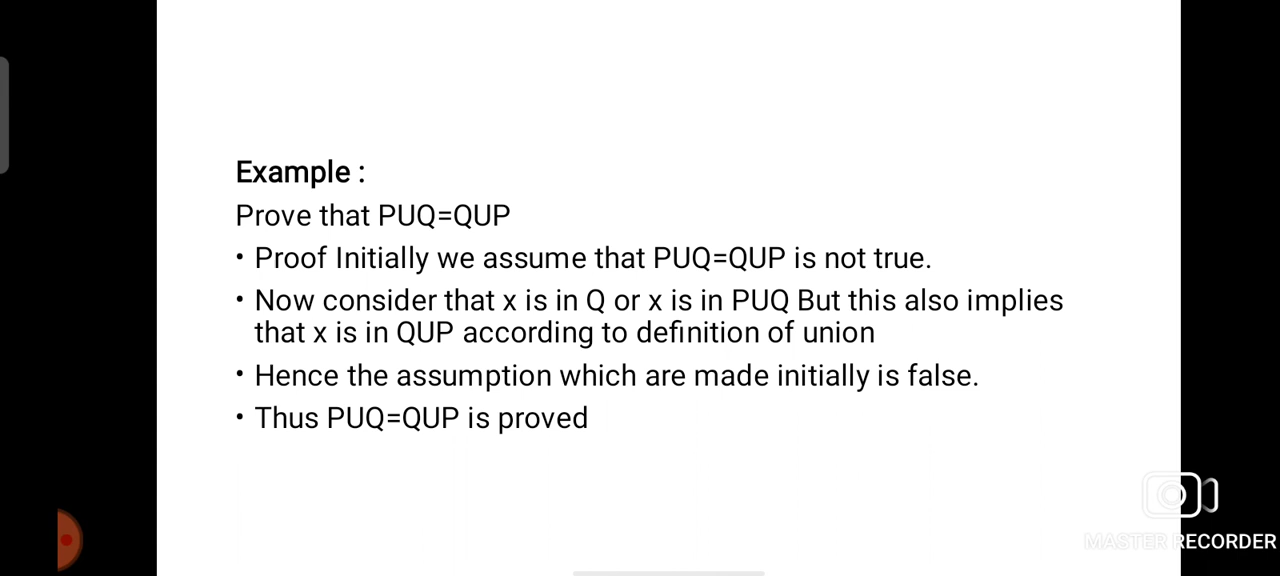 Example :
Prove that PUQ=QUP
• Proof Initially we assume that PUQ=QUP is not true.
• Now consider that x is in Q or x is in PUQ But this also implies
that x is in QUP according to definition of union
• Hence the assumption which are made initially is false.
• Thus PUQ=QUP is proved
MASTER RECORDER